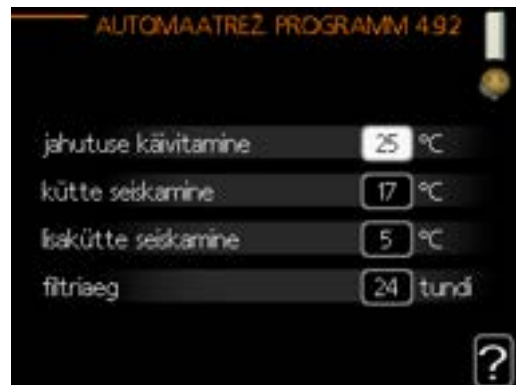 AUTOMAATREŽ. PROGRAMM 4.9.2
jahutuse käivitamine 25 °C
kütte seiskamine 17 °C
lisakütte seiskamine 5 °C
filtriaeg 24 tundi
?